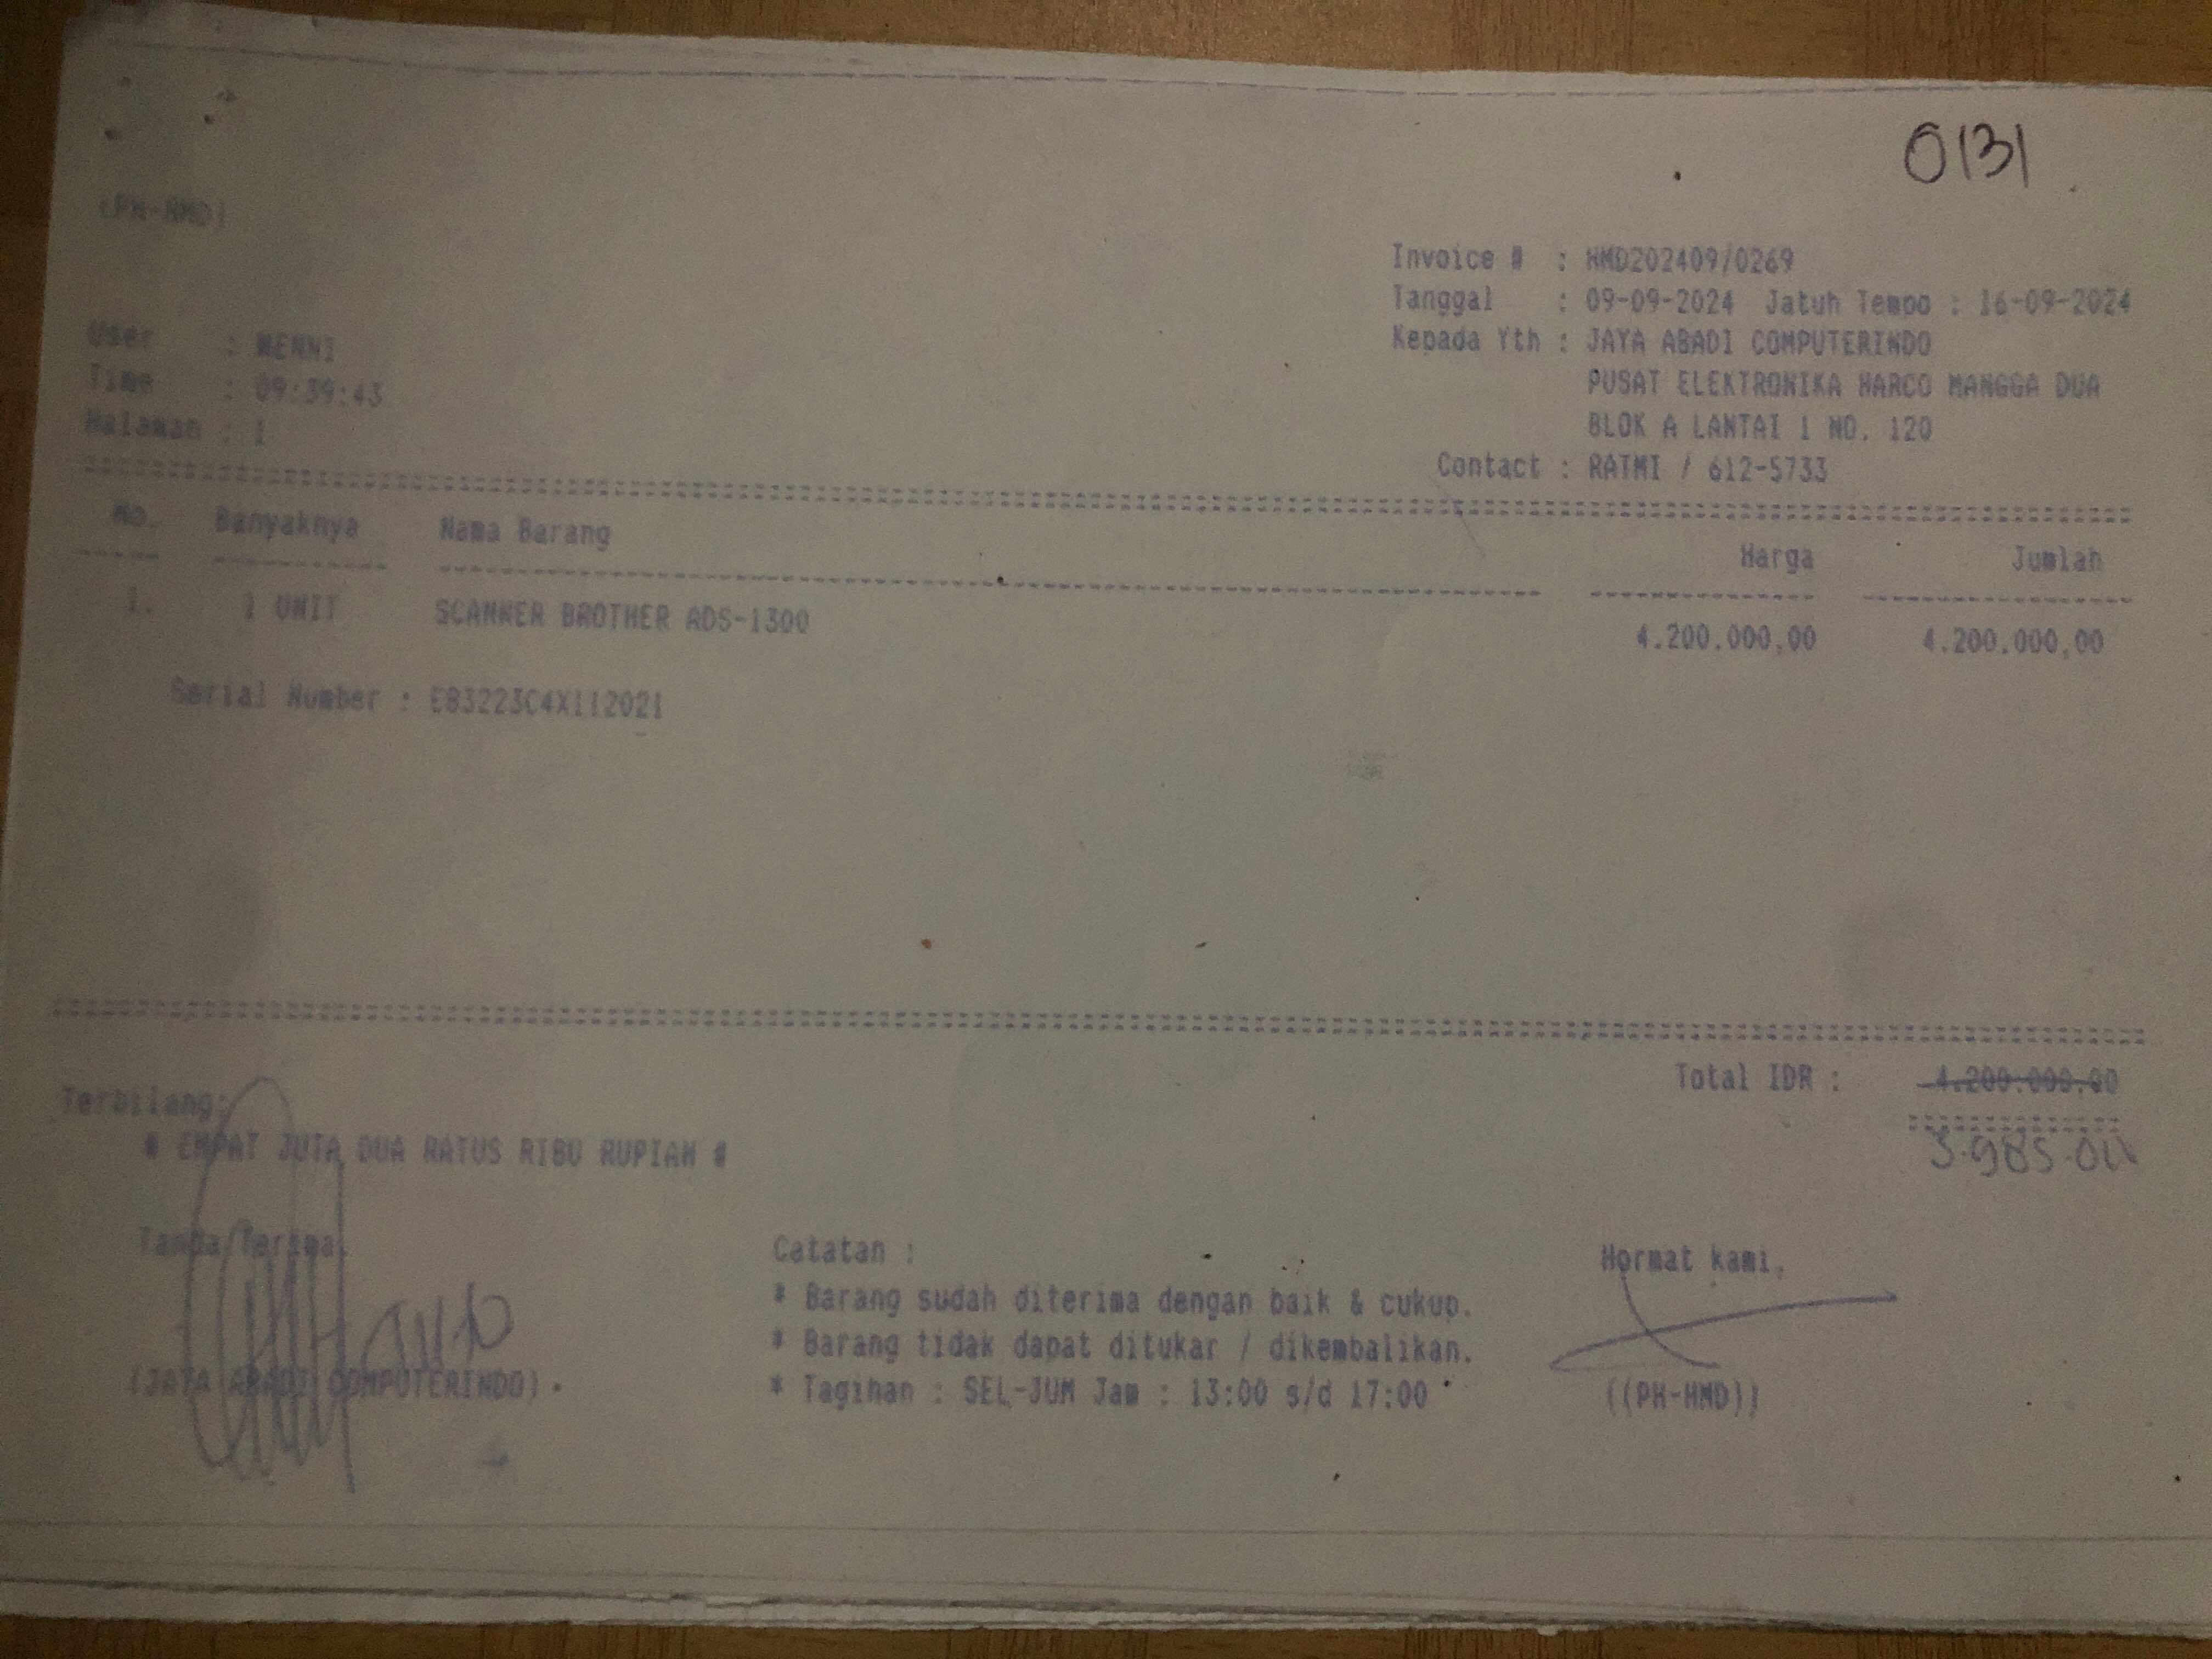 0131
(PH-HMD)
Invoice # : HMD202409/0269
Tanggal : 09-09-2024 Jatuh Tempo : 16-09-2024
Kepada Yth : JAYA ABADI COMPUTERINDO
PUSAT ELEKTRONIKA HARCO MANGGA DUA
BLOK A LANTAI 1 NO. 120
Contact : RATMI / 612-5733
User : WENNI
Time : 09:39:43
Halaman : 1
No. Banyaknya Nama Barang Harga Jumlah
1. 1 UNIT SCANNER BROTHER ADS-1300 4.200.000,00 4.200.000,00
Serial Number : E83223C4X112021
Total IDR : 4.200.000,00
Terbilang:
# EMPAT JUTA DUA RATUS RIBU RUPIAH #
Tanda Terima,
(JAYA ABADI COMPUTERINDO)
Catatan :
* Barang sudah diterima dengan baik & cukup.
* Barang tidak dapat ditukar / dikembalikan.
* Tagihan : SEL-JUM Jam : 13:00 s/d 17:00
Hormat kami,
((PH-HMD))